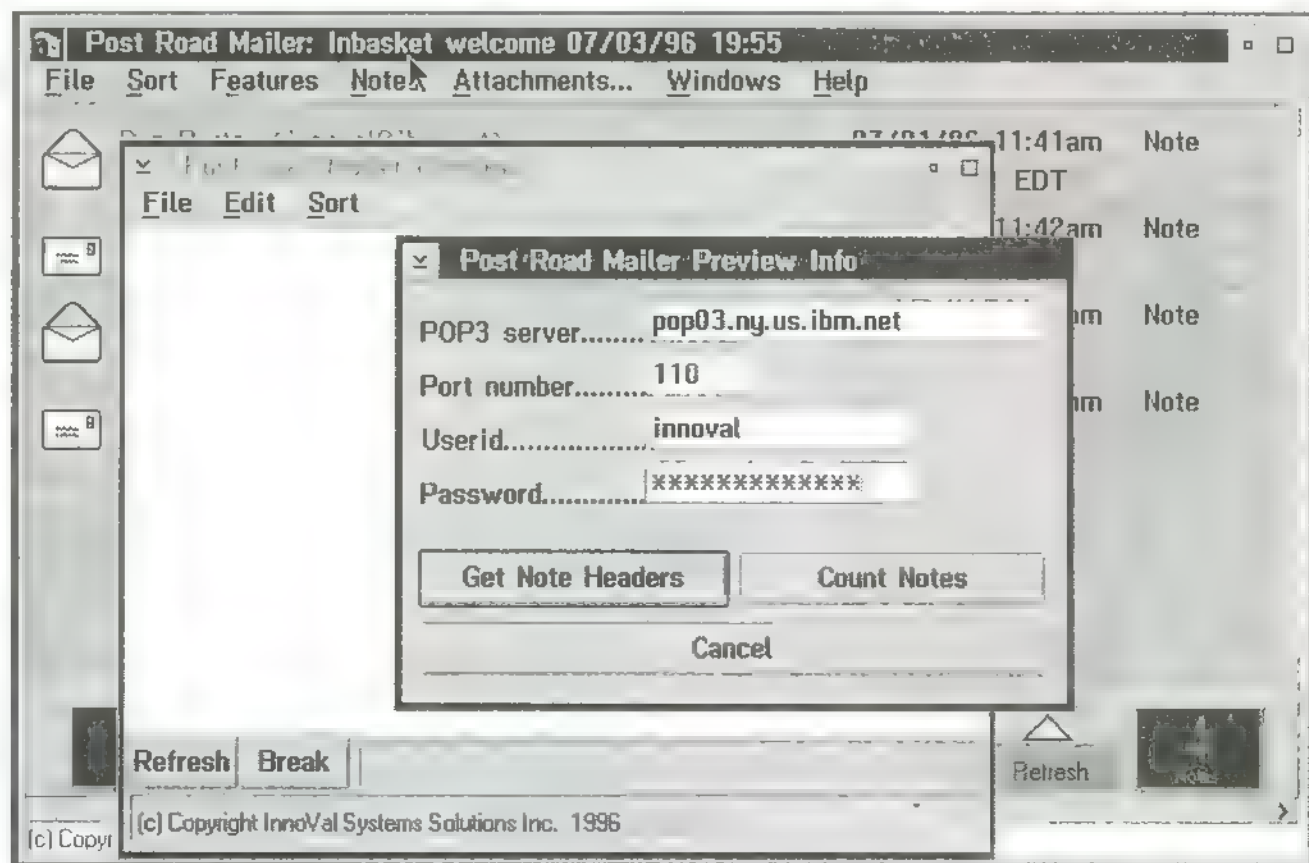 Post Road Mailer: Inbasket welcome 07/03/96 19:55
File Sort Features Notes Attachments... Windows Help
11:41am Note
EDT
File Edit Sort
11:42am Note
Post Road Mailer Preview Info
POP3 server........ pop03.ny.us.ibm.net
Note
Port number......... 110
Note
Userid................. innoval
Password............. *************
Get Note Headers Count Notes
Cancel
Refresh Break
Refresh
(c) Copyright InnoVal Systems Solutions Inc. 1996
(c) Copyr